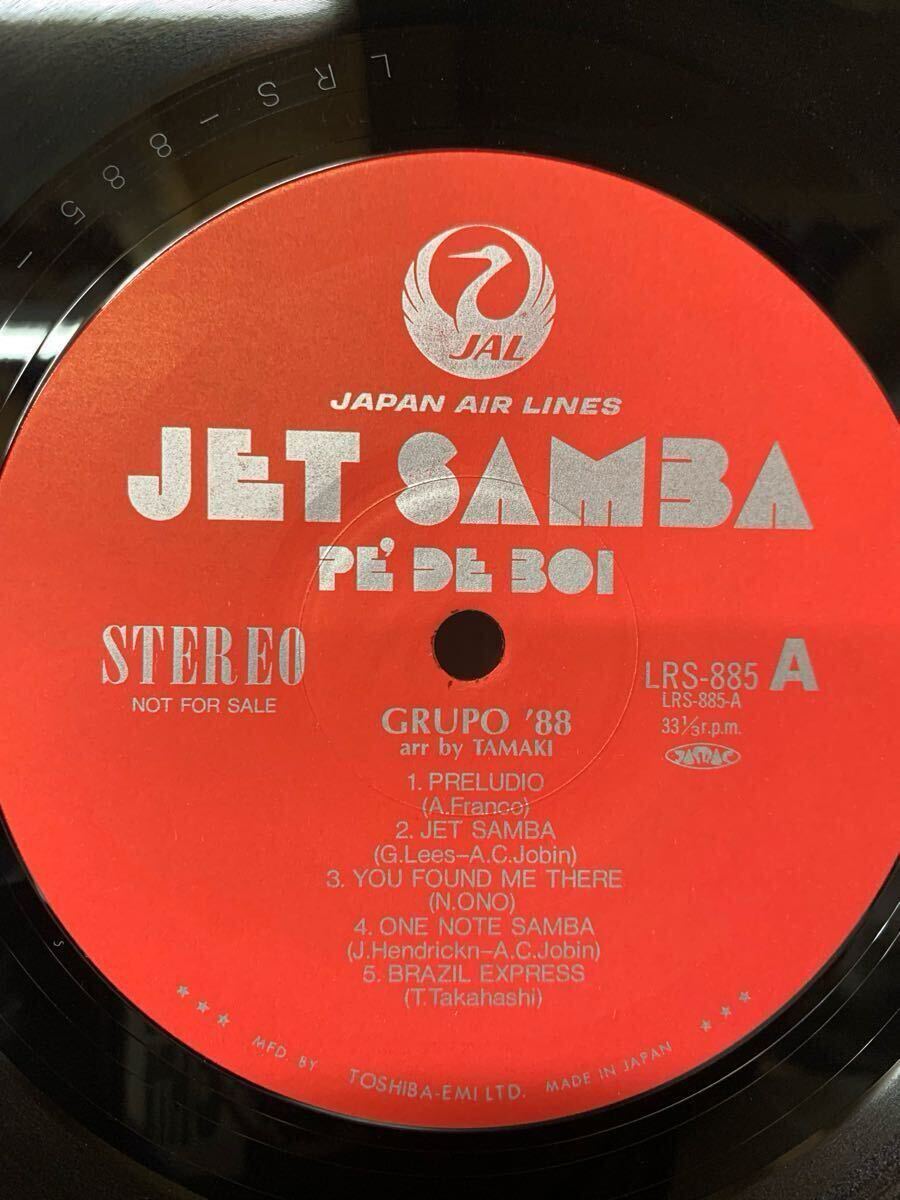 LRS-885-
JAL
JAPAN AIR LINES
JET SAMBA
PE' DE BOI
STEREO
NOT FOR SALE
LRS-885 A
LRS-885-A
33⅓r.p.m.
JASRAC
GRUPO '88
arr by TAMAKI
1. PRELUDIO
(A.Franco)
2. JET SAMBA
(G.Lees-A.C.Jobin)
3. YOU FOUND ME THERE
(N.ONO)
4. ONE NOTE SAMBA
(J.Hendrickn-A.C.Jobin)
5. BRAZIL EXPRESS
(T.Takahashi)
MFD BY TOSHIBA-EMI LTD. MADE IN JAPAN
S